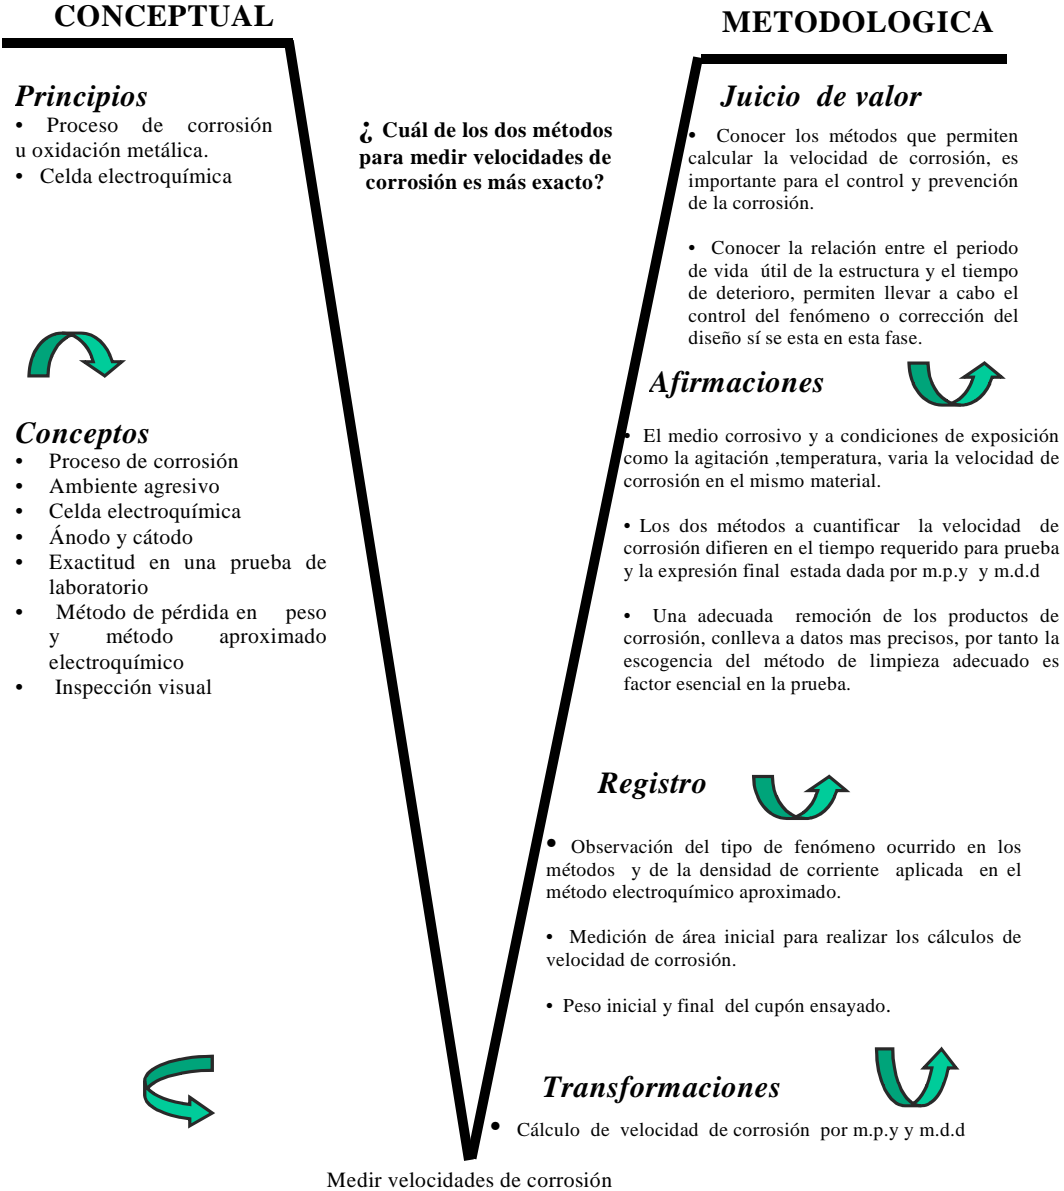 CONCEPTUAL
Principios
• Proceso de corrosión
u oxidación metálica.
• Celda electroquímica
Conceptos
• Proceso de corrosión
• Ambiente agresivo
• Celda electroquímica
• Ánodo y cátodo
• Exactitud en una prueba de
laboratorio
• Método de pérdida en peso
y método aproximado
electroquímico
• Inspección visual
¿ Cuál de los dos métodos
para medir velocidades de
corrosión es más exacto?
METODOLOGICA
Juicio de valor
• Conocer los métodos que permiten
calcular la velocidad de corrosión, es
importante para el control y prevención
de la corrosión.
• Conocer la relación entre el periodo
de vida útil de la estructura y el tiempo
de deterioro, permiten llevar a cabo el
control del fenómeno o corrección del
diseño sí se esta en esta fase.
Afirmaciones
• El medio corrosivo y a condiciones de exposición
como la agitación ,temperatura, varia la velocidad de
corrosión en el mismo material.
• Los dos métodos a cuantificar la velocidad de
corrosión difieren en el tiempo requerido para prueba
y la expresión final estada dada por m.p.y y m.d.d
• Una adecuada remoción de los productos de
corrosión, conlleva a datos mas precisos, por tanto la
escogencia del método de limpieza adecuado es
factor esencial en la prueba.
Registro
• Observación del tipo de fenómeno ocurrido en los
métodos y de la densidad de corriente aplicada en el
método electroquímico aproximado.
• Medición de área inicial para realizar los cálculos de
velocidad de corrosión.
• Peso inicial y final del cupón ensayado.
Transformaciones
• Cálculo de velocidad de corrosión por m.p.y y m.d.d
Medir velocidades de corrosión